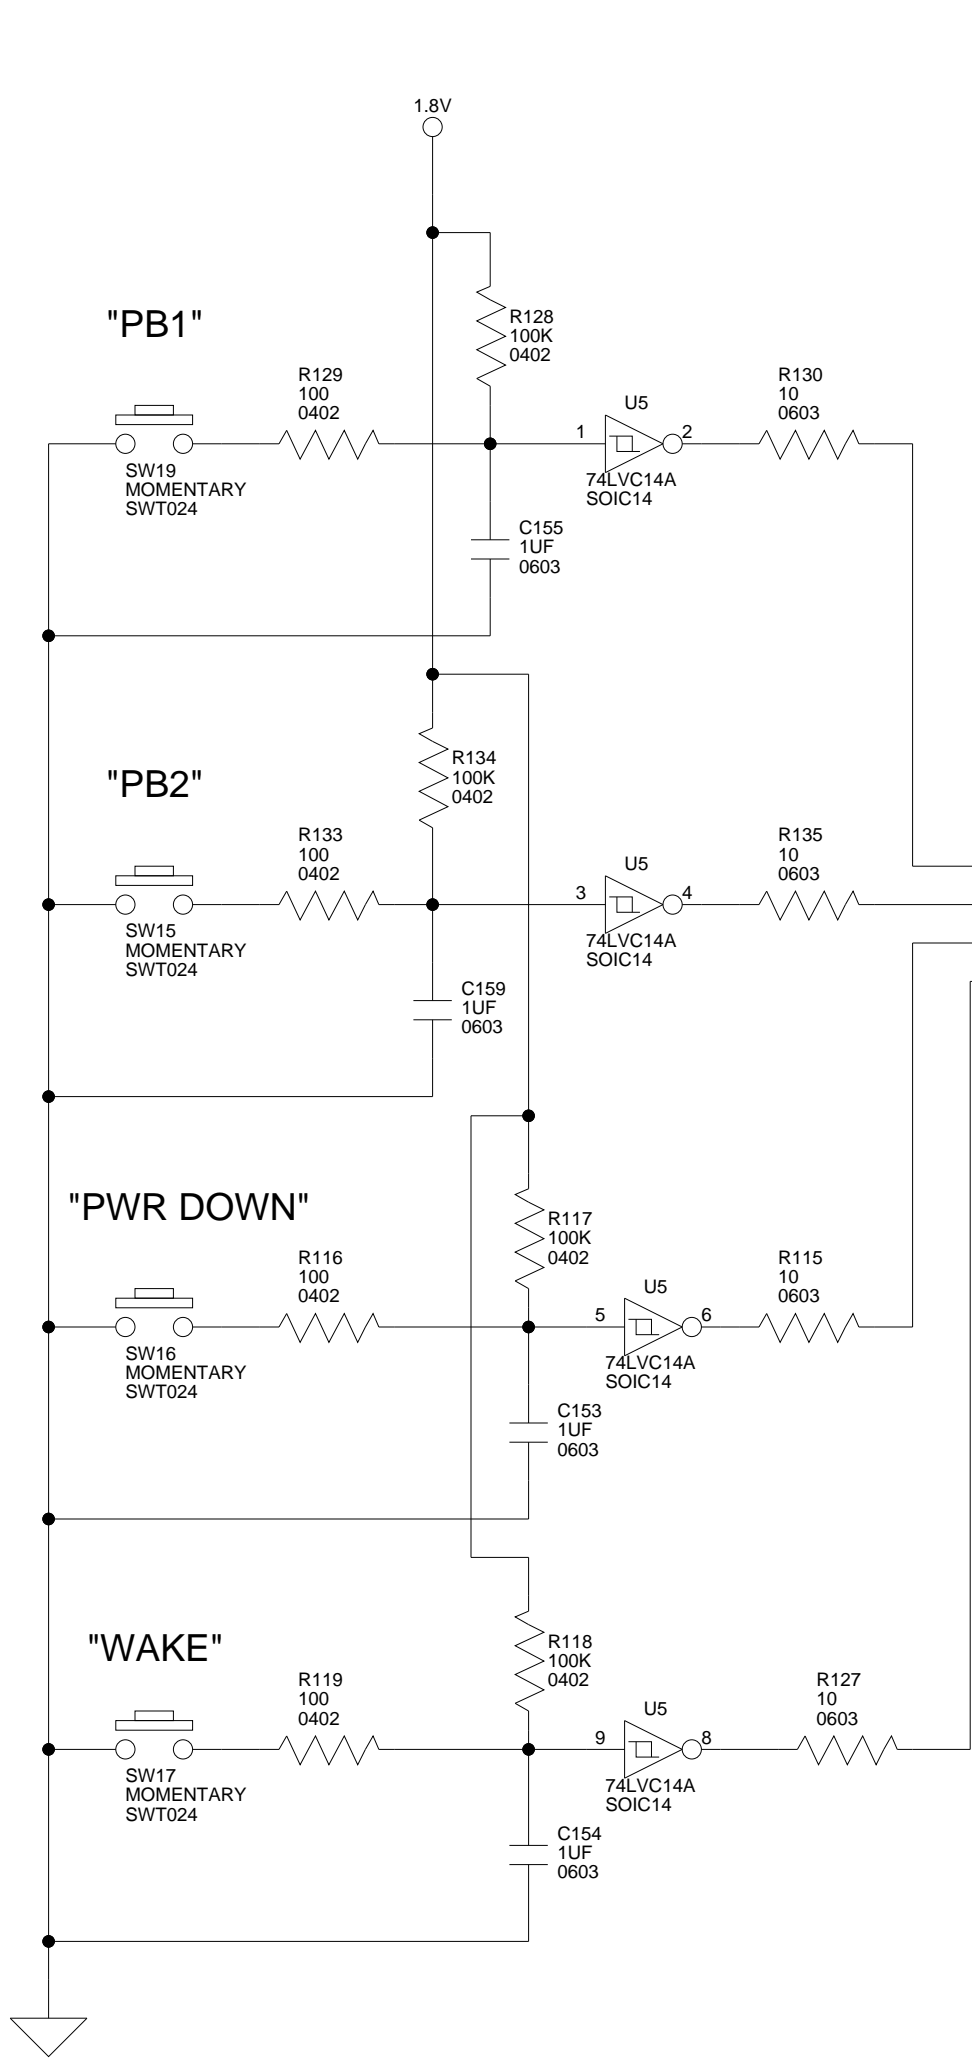 1.8V
"PB1"
R128
100K
0402
R129
100
0402
R130
10
0603
U5
1
2
74LVC14A
SOIC14
SW19
MOMENTARY
SWT024
C155
1UF
0603
"PB2"
R134
100K
0402
R133
100
0402
R135
10
0603
U5
3
4
74LVC14A
SOIC14
SW15
MOMENTARY
SWT024
C159
1UF
0603
"PWR DOWN"
R117
100K
0402
R116
100
0402
R115
10
0603
U5
5
6
74LVC14A
SOIC14
SW16
MOMENTARY
SWT024
C153
1UF
0603
"WAKE"
R118
100K
0402
R119
100
0402
R127
10
0603
U5
9
8
74LVC14A
SOIC14
SW17
MOMENTARY
SWT024
C154
1UF
0603